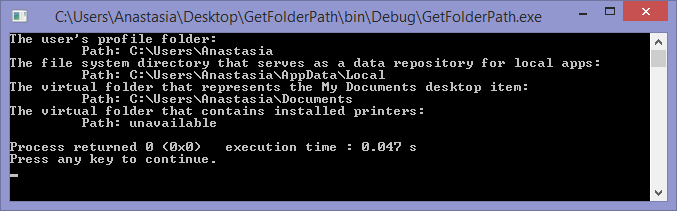 C:\Users\Anastasia\Desktop\GetFolderPath\bin\Debug\GetFolderPath.exe
The user's profile folder:
        Path: C:\Users\Anastasia
The file system directory that serves as a data repository for local apps:
        Path: C:\Users\Anastasia\AppData\Local
The virtual folder that represents the My Documents desktop item:
        Path: C:\Users\Anastasia\Documents
The virtual folder that contains installed printers:
        Path: unavailable
Process returned 0 (0x0)   execution time : 0.047 s
Press any key to continue.